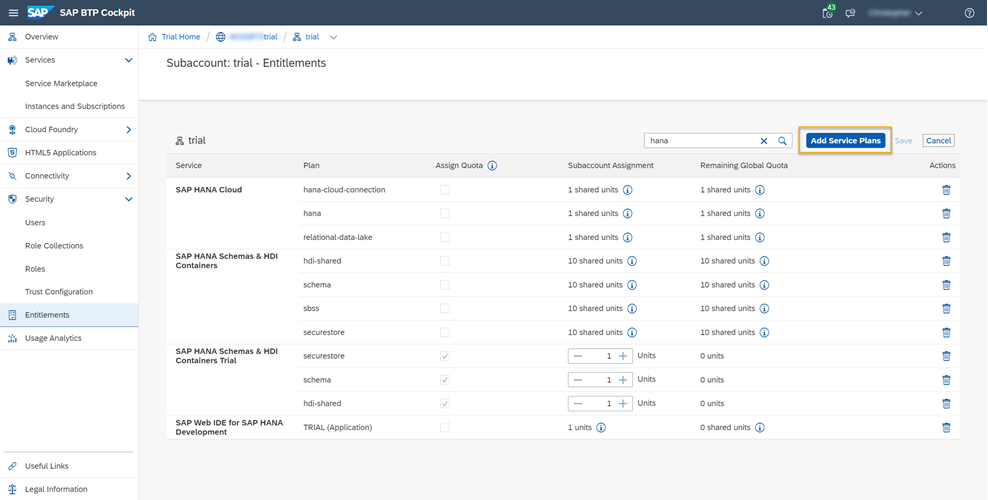 SAP SAP BTP Cockpit 43
Overview
Services
Service Marketplace
Instances and Subscriptions
Cloud Foundry
HTML5 Applications
Connectivity
Security
Users
Role Collections
Roles
Trust Configuration
Entitlements
Usage Analytics
Useful Links
Legal Information
Trial Home / trial / trial
Subaccount: trial - Entitlements
trial hana Add Service Plans Save Cancel
Service Plan Assign Quota Subaccount Assignment Remaining Global Quota Actions
SAP HANA Cloud hana-cloud-connection 1 shared units 1 shared units
hana 1 shared units 1 shared units
relational-data-lake 1 shared units 1 shared units
SAP HANA Schemas & HDI
Containers
hdi-shared 10 shared units 10 shared units
schema 10 shared units 10 shared units
sbss 10 shared units 10 shared units
securestore 10 shared units 10 shared units
SAP HANA Schemas & HDI
Containers Trial
securestore 1 Units 0 units
schema 1 Units 0 units
hdi-shared 1 Units 0 units
SAP Web IDE for SAP HANA
Development
TRIAL (Application) 1 units 0 shared units